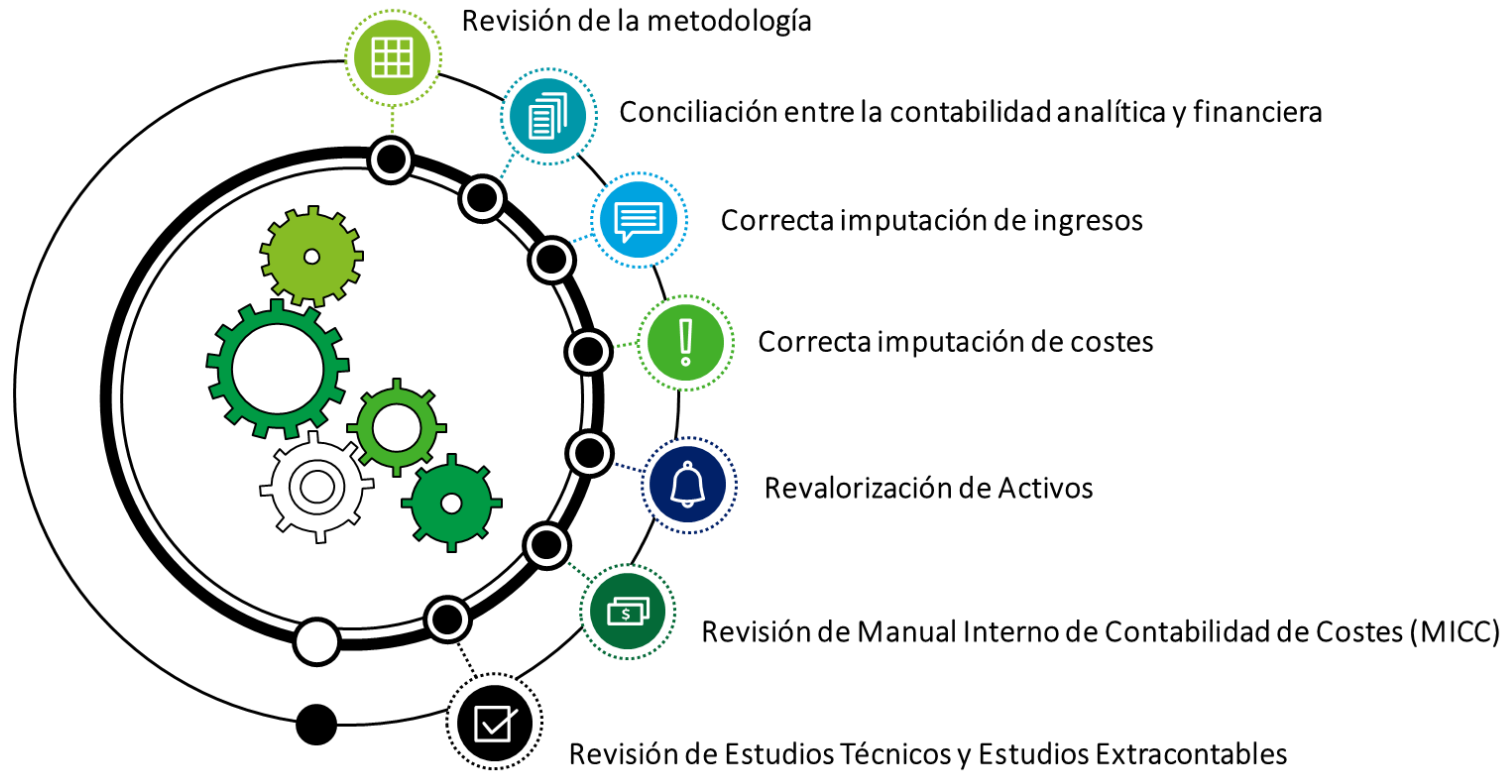 Revisión de la metodología
Conciliación entre la contabilidad analítica y financiera
Correcta imputación de ingresos
Correcta imputación de costes
Revalorización de Activos
$
Revisión de Manual Interno de Contabilidad de Costes (MICC)
Revisión de Estudios Técnicos y Estudios Extracontables